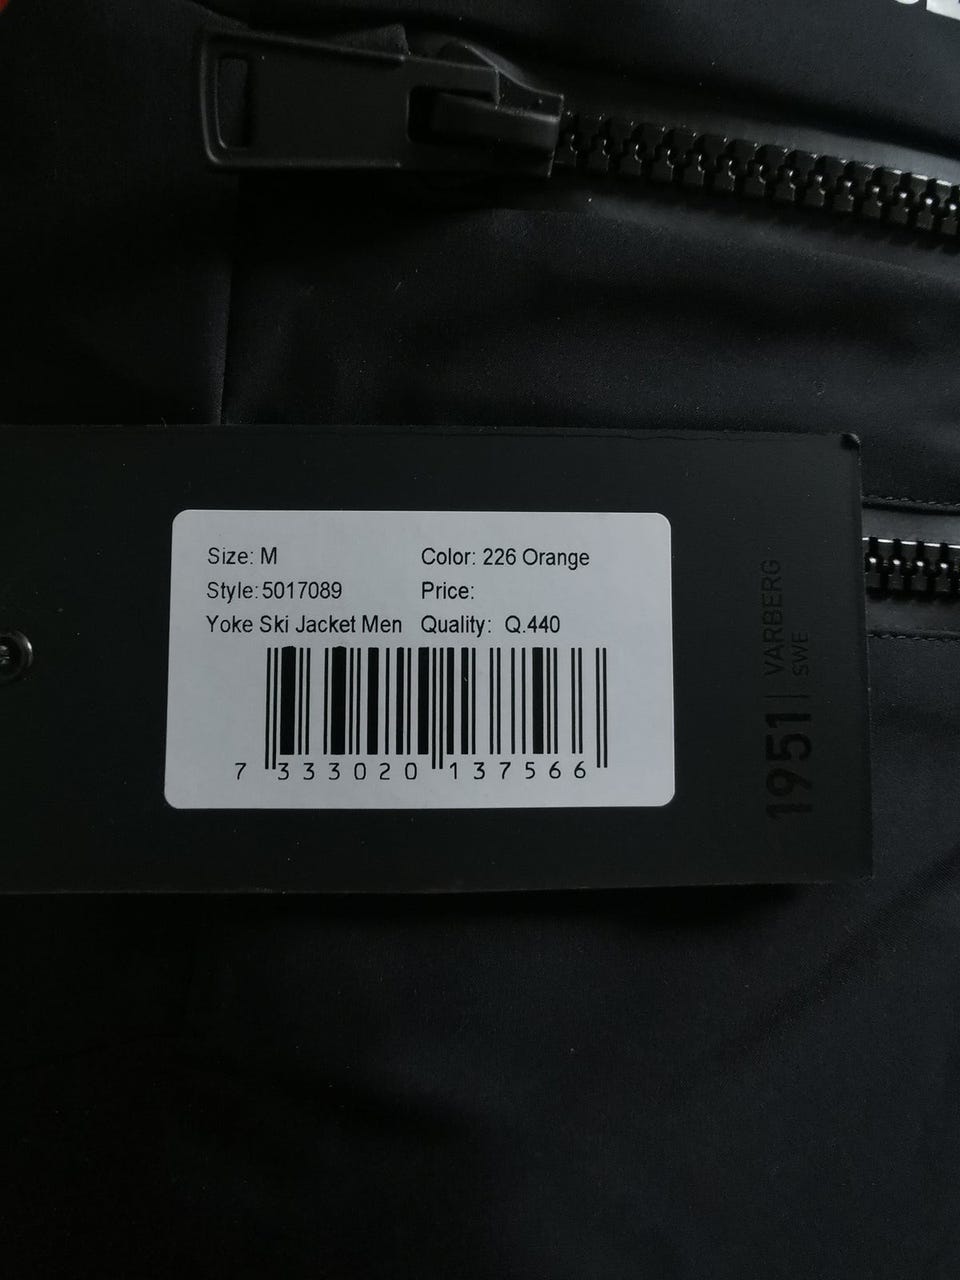 Size: M Color: 226 Orange
Style: 5017089 Price:
Yoke Ski Jacket Men Quality: Q.440
7 333020 137566
1951 | VARBERG
SWE